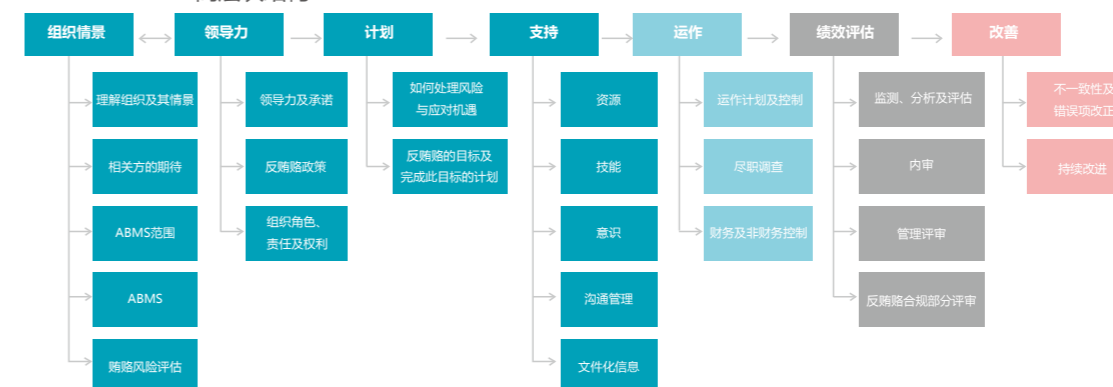 组织情景
领导力
计划
支持
运作
绩效评估
改善
理解组织及其情景
相关方的期待
ABMS范围
ABMS
贿赂风险评估
领导力及承诺
反贿赂政策
组织角色、
责任及权利
如何处理风险
与应对机遇
反贿赂的目标及
完成此目标的计划
资源
技能
意识
沟通管理
文件化信息
运作计划及控制
尽职调查
财务及非财务控制
监测、分析及评估
内审
管理评审
反贿赂合规部分评审
不一致性及
错误项改正
持续改进